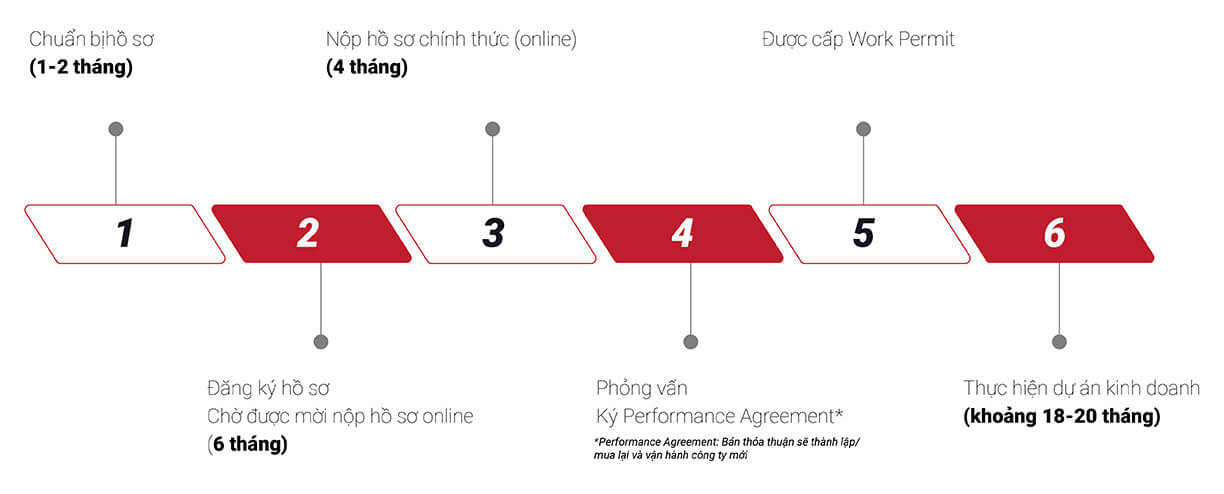 Chuẩn bịhồ sơ
(1-2 tháng)
Nộp hồ sơ chính thức (online)
(4 tháng)
Được cấp Work Permit
1
2
3
4
5
6
Đăng ký hồ sơ
Chờ được mời nộp hồ sơ online
(6 tháng)
Phỏng vấn
Ký Performance Agreement*
*Performance Agreement: Bản thỏa thuận sẽ thành lập/
mua lại và vận hành công ty mới
Thực hiện dự án kinh doanh
(khoảng 18-20 tháng)